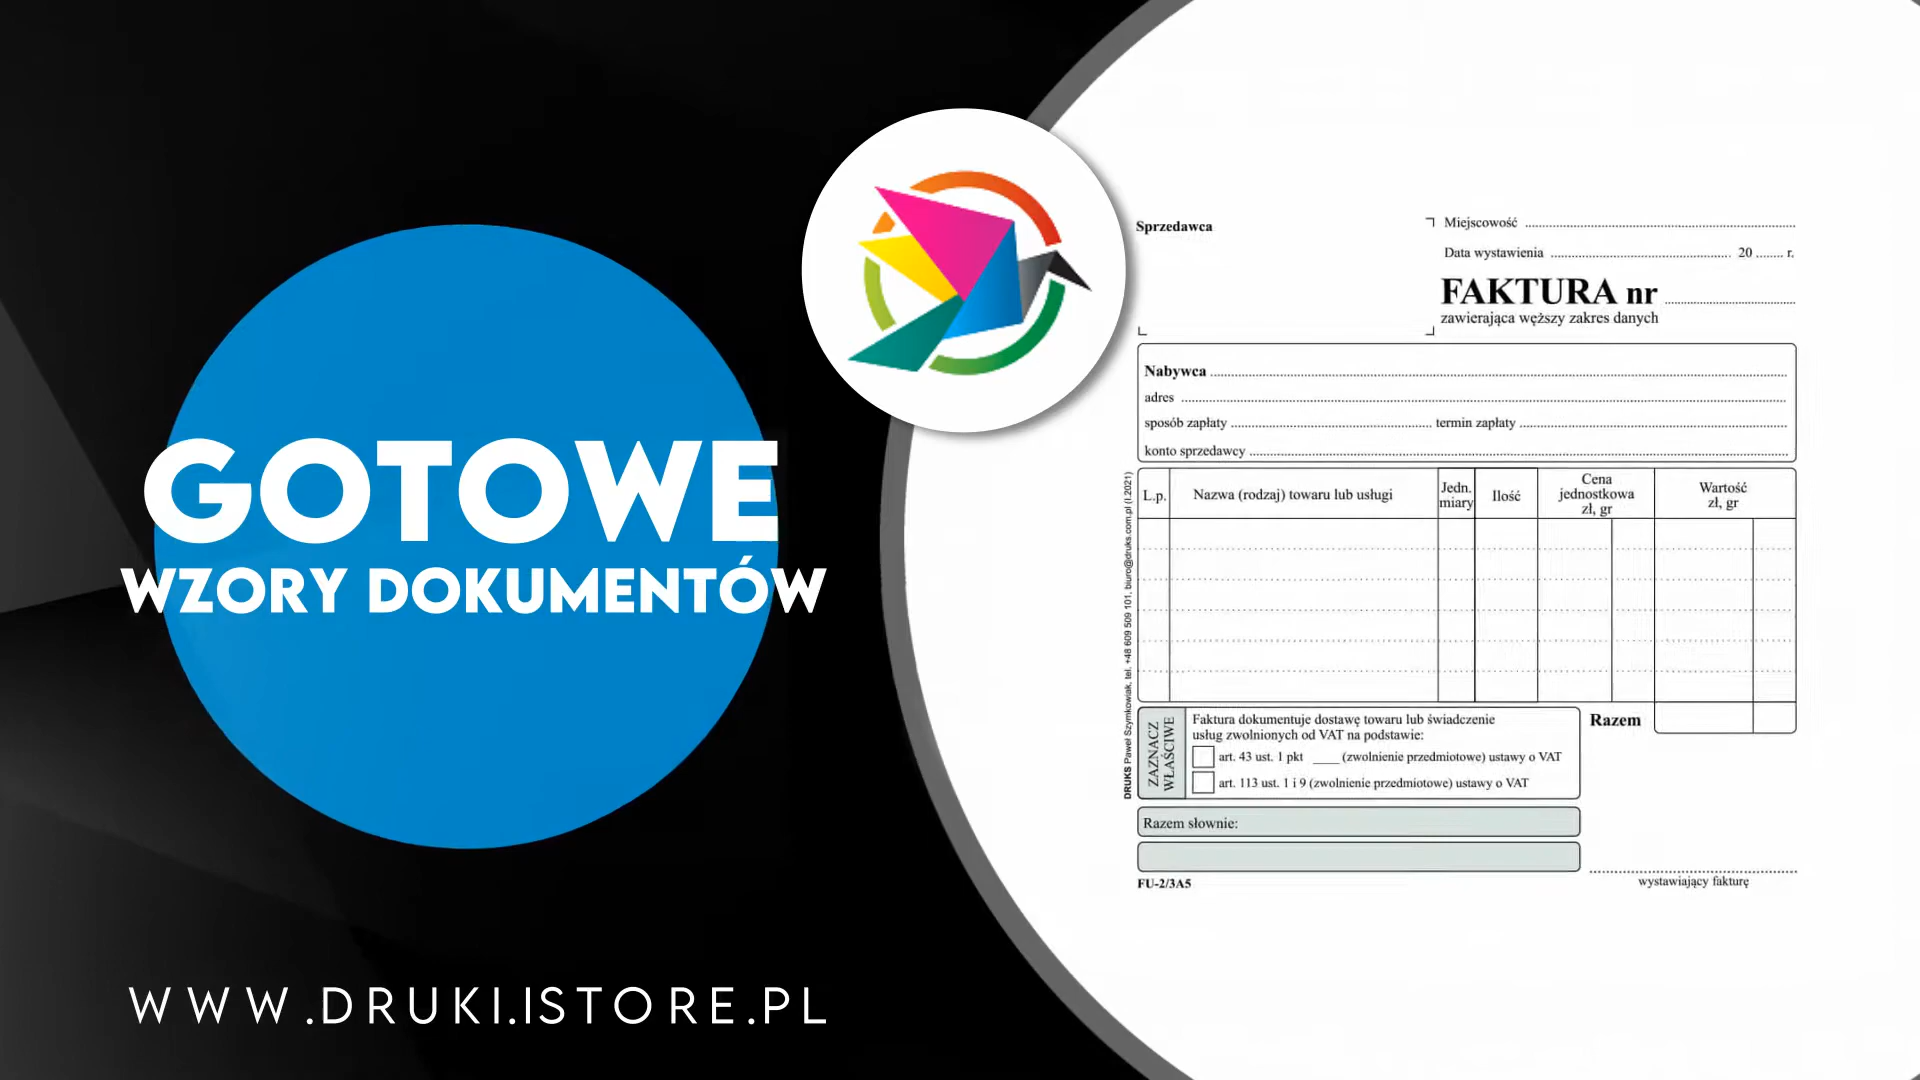 GOTOWE
WZORY DOKUMENTÓW
WWW.DRUKI.ISTORE.PL
Sprzedawca
Miejscowość
Data wystawienia 20 r.
FAKTURA nr
zawierająca węższy zakres danych
Nabywca
adres
sposób zapłaty termin zapłaty
konto sprzedawcy
L.p. Nazwa (rodzaj) towaru lub usługi Jedn. miary Ilość Cena jednostkowa zł, gr Wartość zł, gr
DRUKS Paweł Szymkowiak, tel. +48 609 509 101, biuro@druks.com.pl (I.2021)
Razem
ZAZNACZ
WŁAŚCIWE
Faktura dokumentuje dostawę towaru lub świadczenie
usług zwolnionych od VAT na podstawie:
art. 43 ust. 1 pkt ____ (zwolnienie przedmiotowe) ustawy o VAT
art. 113 ust. 1 i 9 (zwolnienie przedmiotowe) ustawy o VAT
Razem słownie:
FU-2/3A5
wystawiający fakturę